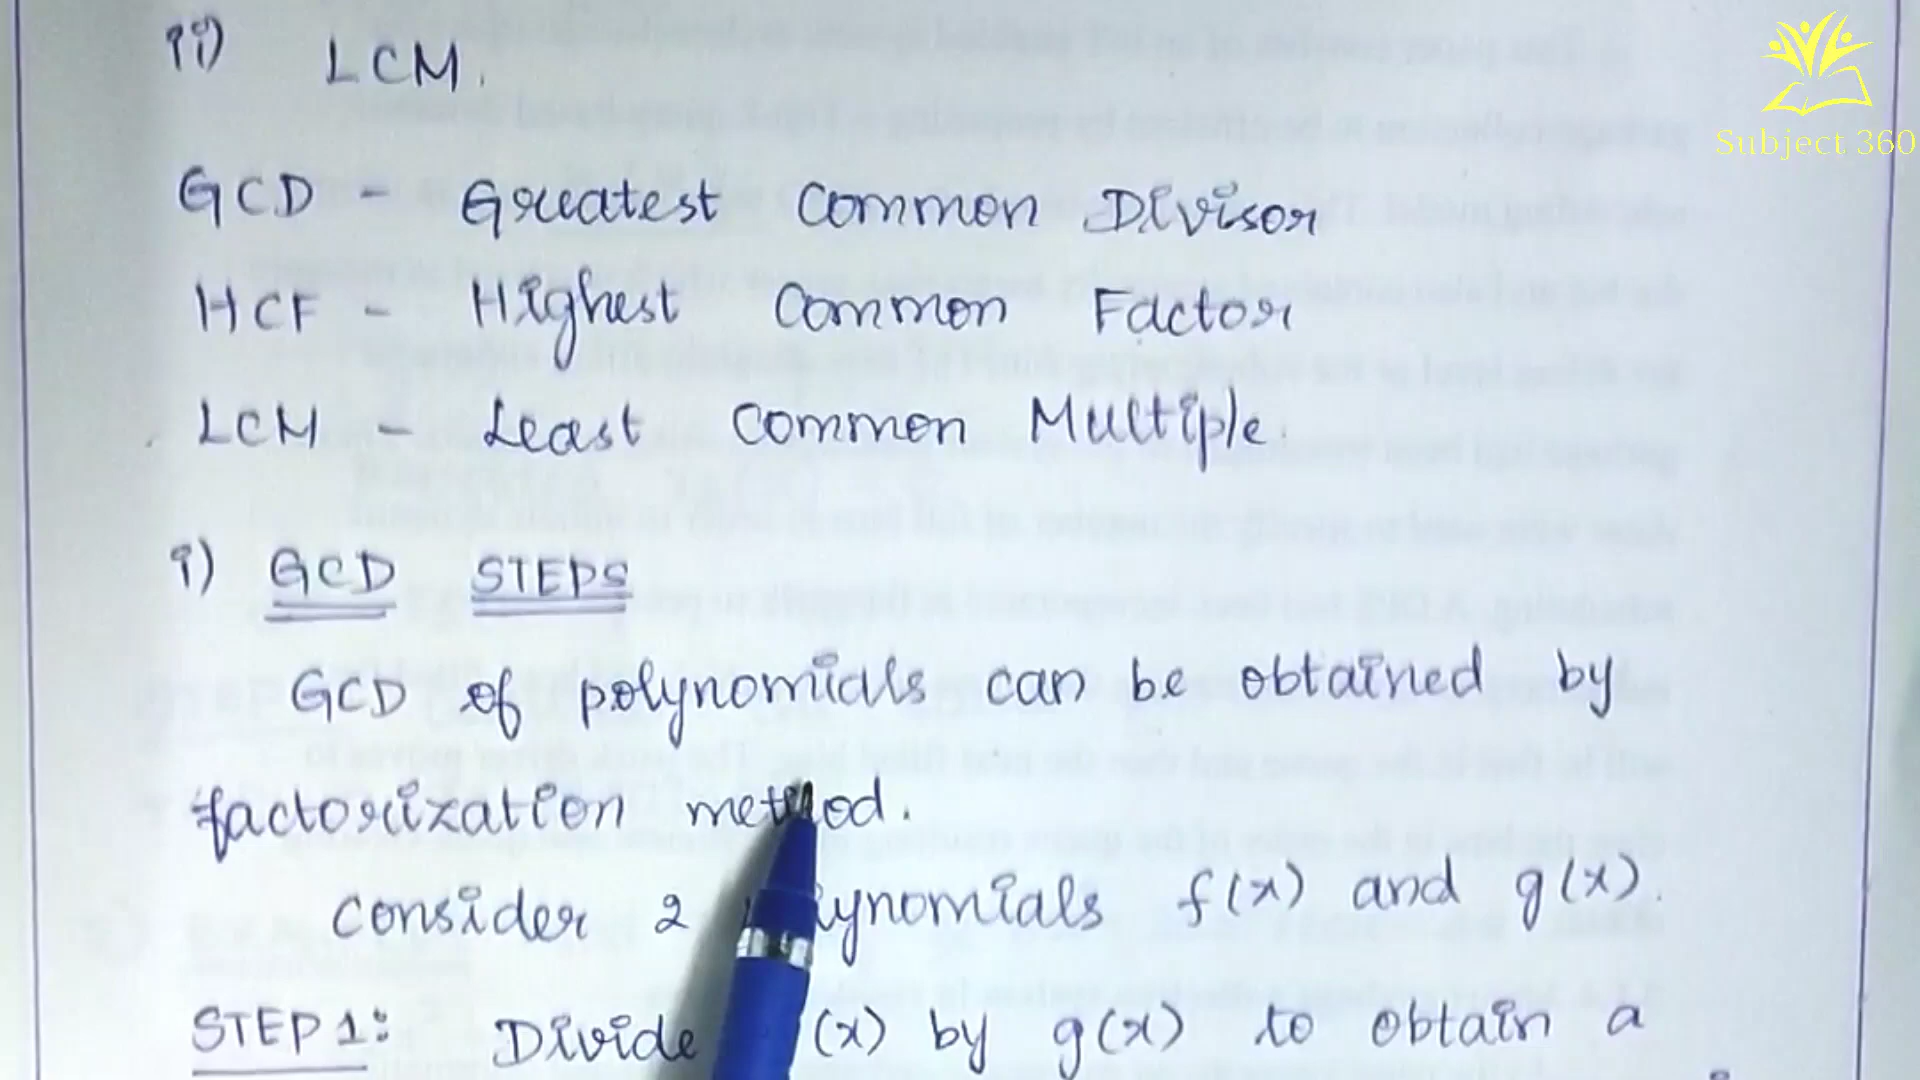 ii) LCM.
Subject 360
GCD - Greatest Common Divisor
HCF - Highest Common Factor
LCM - Least Common Multiple.
i) GCD STEPS
GCD of polynomials can be obtained by
factorization method.
consider 2 polynomials f(x) and g(x).
STEP 1: Divide (x) by g(x) to obtain a